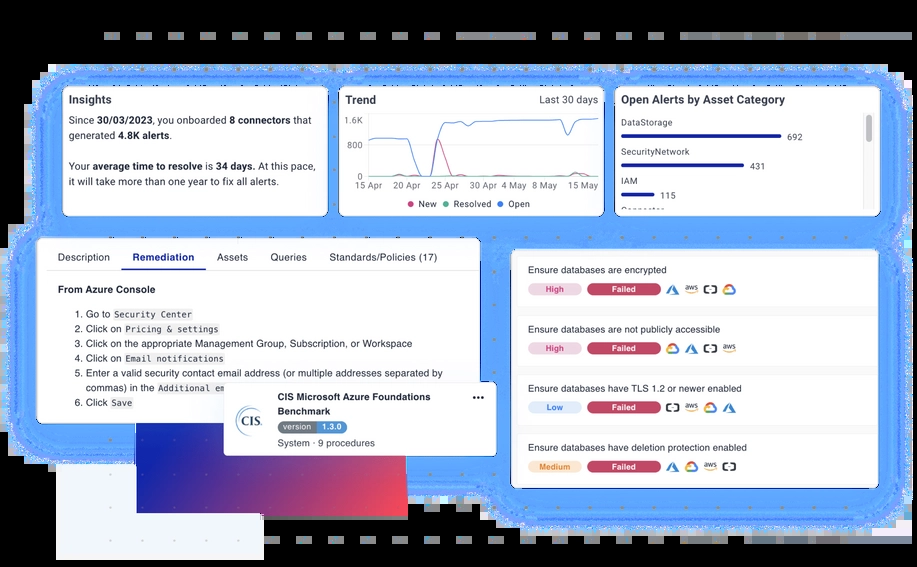 Insights
Since 30/03/2023, you onboarded 8 connectors that
generated 4.8K alerts.
Your average time to resolve is 34 days. At this pace,
it will take more than one year to fix all alerts.
Trend
Last 30 days
1.6K
800
0
15 Apr 20 Apr 25 Apr 30 Apr 4 May 8 May 15 May
New Resolved Open
Open Alerts by Asset Category
DataStorage
692
SecurityNetwork
431
IAM
115
Description Remediation Assets Queries Standards/Policies (17)
From Azure Console
1. Go to Security Center
2. Click on Pricing & settings
3. Click on the appropriate Management Group, Subscription, or Workspace
4. Click on Email notifications
5. Enter a valid security contact email address (or multiple addresses separated by
commas) in the Additional em
6. Click Save
CIS
CIS Microsoft Azure Foundations
Benchmark
version 1.3.0
System · 9 procedures
Ensure databases are encrypted
High Failed aws
Ensure databases are not publicly accessible
High Failed aws
Ensure databases have TLS 1.2 or newer enabled
Low Failed aws
Ensure databases have deletion protection enabled
Medium Failed aws